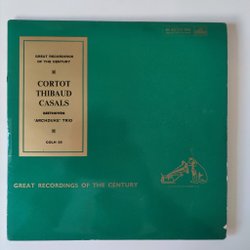 GREAT RECORDINGS
OF THE CENTURY
CORTOT
THIBAUD
CASALS
BEETHOVEN
'ARCHDUKE' TRIO
COLH 29
GREAT RECORDINGS OF THE CENTURY